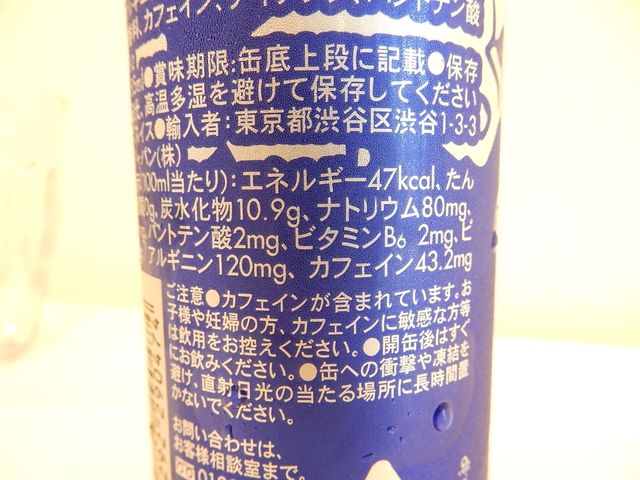 カフェイン、
パントテン酸
●賞味期限:缶底上段に記載●保存
高温多湿を避けて保存してください
●輸入者:東京都渋谷区渋谷1-3-3
パン(株)
100ml当たり):エネルギー47kcal、たん
0g、炭水化物10.9g、ナトリウム80mg、
パントテン酸2mg、ビタミンB6 2mg、ビ
アルギニン120mg、カフェイン43.2mg
ご注意●カフェインが含まれています。お
子様や妊婦の方、カフェインに敏感な方等
は飲用をお控えください。●開缶後はすぐ
にお飲みください。●缶への衝撃や凍結を
避け、直射日光の当たる場所に長時間置
かないでください。
お問い合わせは、
お客様相談室まで。